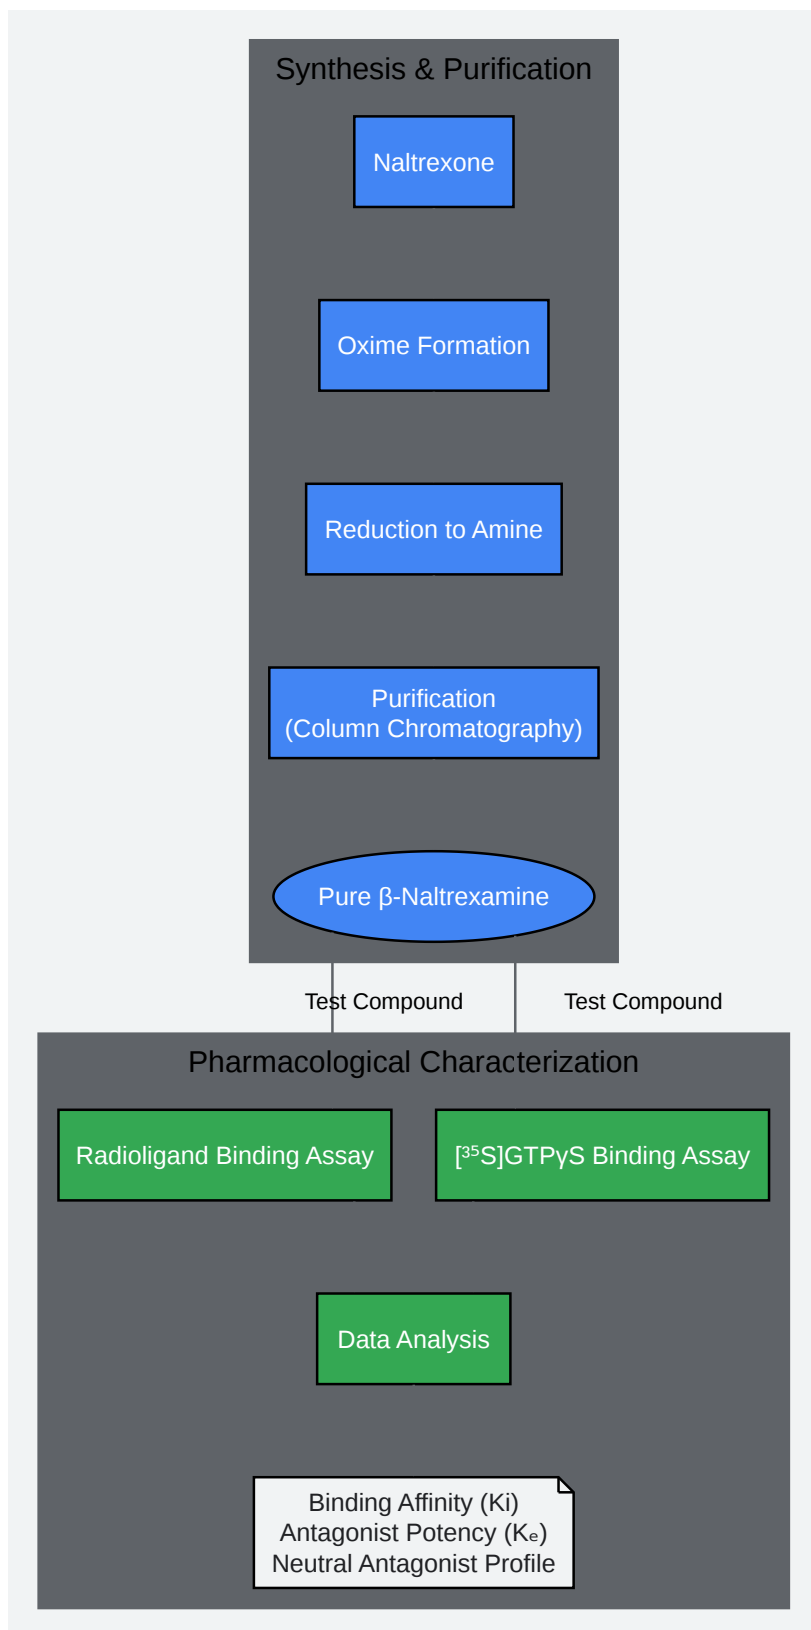 Synthesis & Purification
Naltrexone
Oxime Formation
Reduction to Amine
Purification
(Column Chromatography)
Pure β-Naltrexamine
Test Compound
Test Compound
Pharmacological Characterization
Radioligand Binding Assay
[³⁵S]GTPγS Binding Assay
Data Analysis
Binding Affinity (Ki)
Antagonist Potency (Kₑ)
Neutral Antagonist Profile